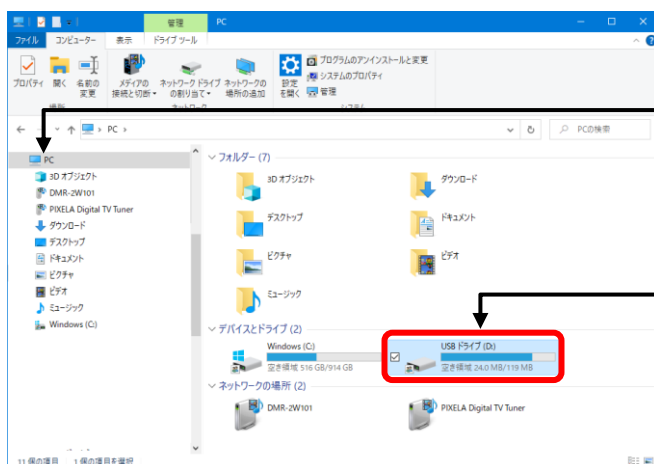 管理
PC
ファイル
コンピューター
表示
ドライブ ツール
プロパティ
開く
名前の
変更
メディアの
接続と切断
ネットワーク ドライブ
の割り当て
ネットワークの
場所の追加
設定
を開く
プログラムのアンインストールと変更
システムのプロパティ
管理
場所
ネットワーク
システム
PC
PCの検索
PC
3D オブジェクト
DMR-2W101
PIXELA Digital TV Tuner
ダウンロード
デスクトップ
ドキュメント
ピクチャ
ビデオ
ミュージック
Windows (C:)
フォルダー (7)
3D オブジェクト
ダウンロード
デスクトップ
ドキュメント
ピクチャ
ビデオ
ミュージック
デバイスとドライブ (2)
Windows (C:)
空き領域 516 GB/914 GB
USB ドライブ (D:)
空き領域 24.0 MB/119 MB
ネットワークの場所 (2)
DMR-2W101
PIXELA Digital TV Tuner
11 個の項目
1 個の項目を選択